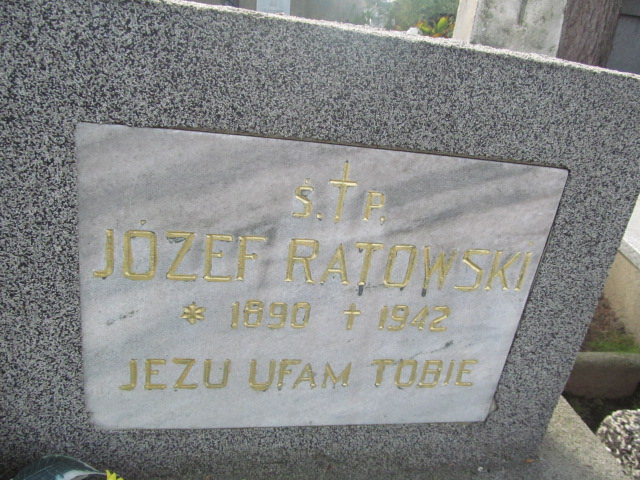 Ś.†P.
JÓZEF RATOWSKI
* 1890 † 1942
JEZU UFAM TOBIE